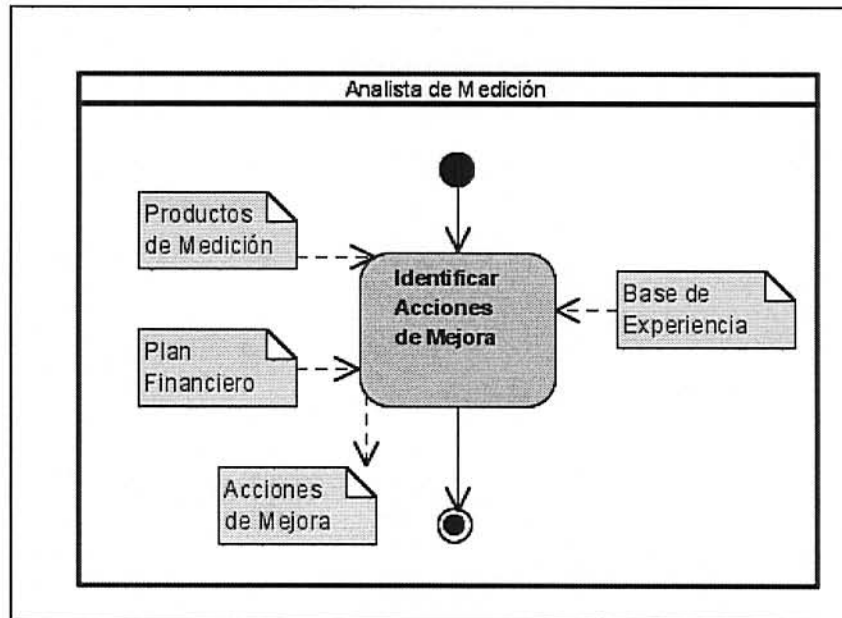 Analista de Medición
Productos
de Medición
Identificar
Acciones
de Mejora
Base de
Experiencia
Plan
Financiero
Acciones
de Mejora